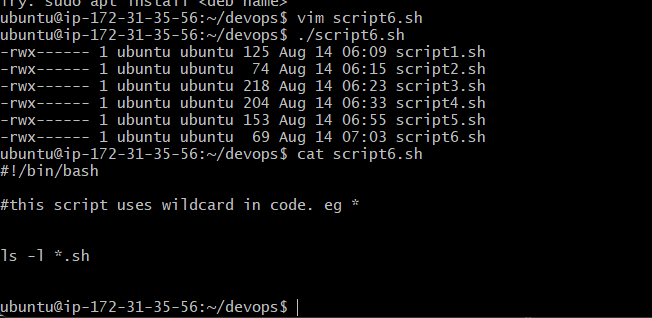 Try: sudo apt install <deb name>
ubuntu@ip-172-31-35-56:~/devops$ vim script6.sh
ubuntu@ip-172-31-35-56:~/devops$ ./script6.sh
-rwx------ 1 ubuntu ubuntu 125 Aug 14 06:09 script1.sh
-rwx------ 1 ubuntu ubuntu  74 Aug 14 06:15 script2.sh
-rwx------ 1 ubuntu ubuntu 218 Aug 14 06:23 script3.sh
-rwx------ 1 ubuntu ubuntu 204 Aug 14 06:33 script4.sh
-rwx------ 1 ubuntu ubuntu 153 Aug 14 06:55 script5.sh
-rwx------ 1 ubuntu ubuntu  69 Aug 14 07:03 script6.sh
ubuntu@ip-172-31-35-56:~/devops$ cat script6.sh
#!/bin/bash
#this script uses wildcard in code. eg *
ls -l *.sh
ubuntu@ip-172-31-35-56:~/devops$